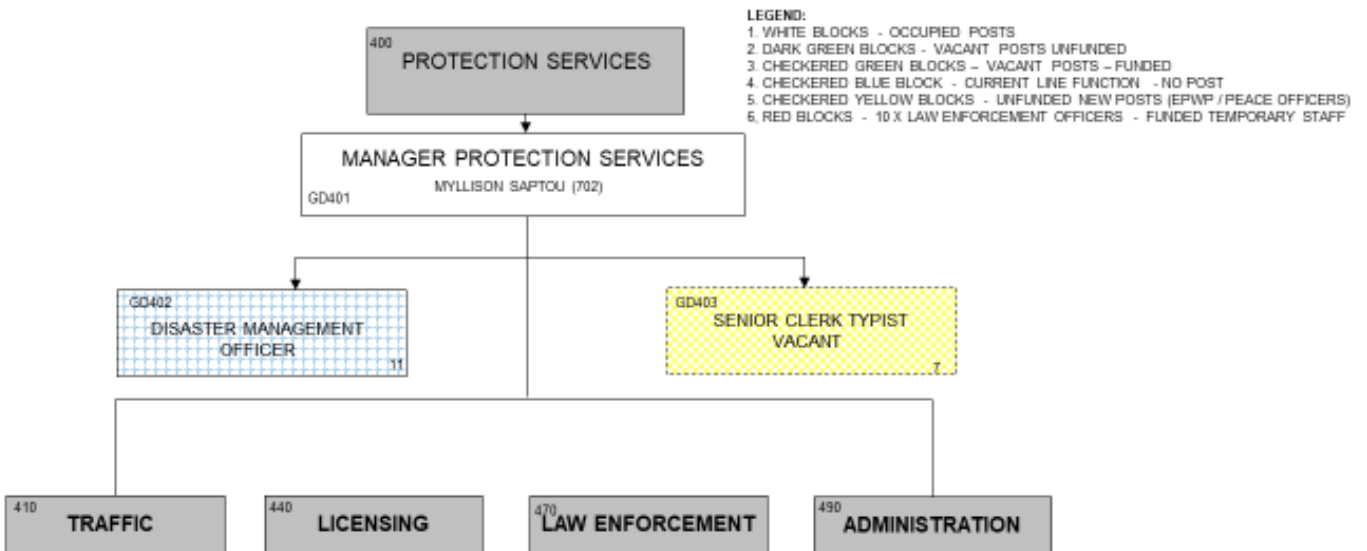 LEGEND:
1. WHITE BLOCKS - OCCUPIED POSTS
2. DARK GREEN BLOCKS - VACANT POSTS UNFUNDED
3. CHECKERED GREEN BLOCKS – VACANT POSTS – FUNDED
4. CHECKERED BLUE BLOCK - CURRENT LINE FUNCTION - NO POST
5. CHECKERED YELLOW BLOCKS - UNFUNDED NEW POSTS (EPWP / PEACE OFFICERS)
6, RED BLOCKS - 10 X LAW ENFORCEMENT OFFICERS - FUNDED TEMPORARY STAFF
400
PROTECTION SERVICES
MANAGER PROTECTION SERVICES
MYLLISON SAPTOU (702)
GD401
GD402
DISASTER MANAGEMENT
OFFICER
11
GD403
SENIOR CLERK TYPIST
VACANT
7
410
TRAFFIC
440
LICENSING
470
LAW ENFORCEMENT
490
ADMINISTRATION